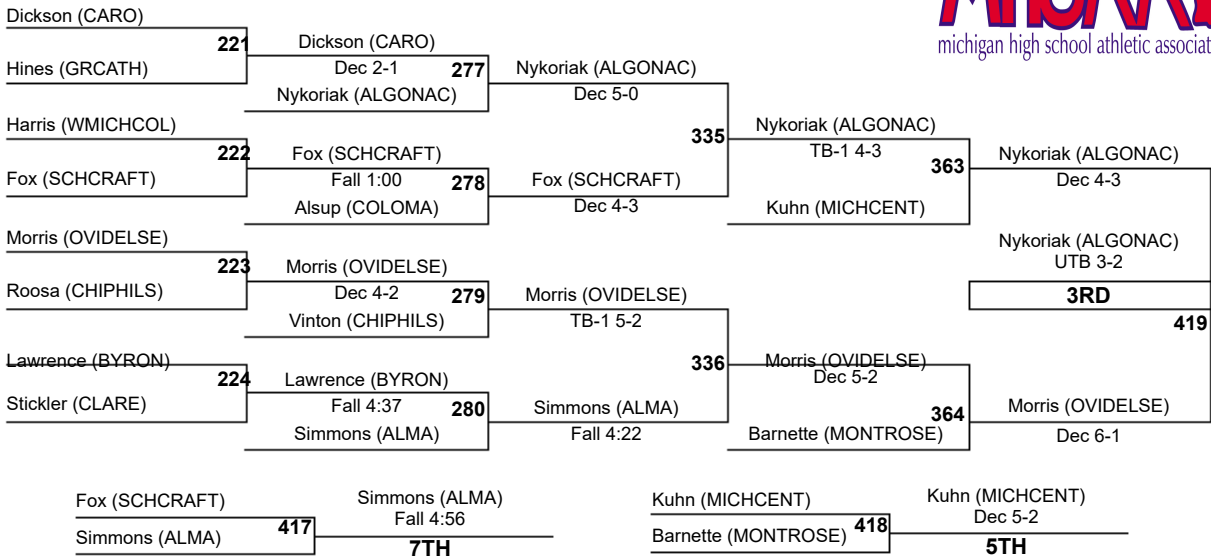 Dickson (CARO)
221
Hines (GRCATH)
Dickson (CARO)
Dec 2-1
277
Nykoriak (ALGONAC)
Harris (WMICHCOL)
222
Fox (SCHCRAFT)
Fox (SCHCRAFT)
Fall 1:00
278
Alsup (COLOMA)
Morris (OVIDELSE)
223
Roosa (CHIPHILS)
Morris (OVIDELSE)
Dec 4-2
279
Vinton (CHIPHILS)
Lawrence (BYRON)
224
Stickler (CLARE)
Lawrence (BYRON)
Fall 4:37
280
Simmons (ALMA)
Nykoriak (ALGONAC)
Dec 5-0
335
Fox (SCHCRAFT)
Dec 4-3
Morris (OVIDELSE)
TB-1 5-2
336
Simmons (ALMA)
Fall 4:22
Nykoriak (ALGONAC)
TB-1 4-3
363
Kuhn (MICHCENT)
Morris (OVIDELSE)
Dec 5-2
364
Barnette (MONTROSE)
Nykoriak (ALGONAC)
Dec 4-3
Nykoriak (ALGONAC)
UTB 3-2
3RD
419
Morris (OVIDELSE)
Dec 6-1
Fox (SCHCRAFT)
417
Simmons (ALMA)
Simmons (ALMA)
Fall 4:56
7TH
Kuhn (MICHCENT)
418
Barnette (MONTROSE)
Kuhn (MICHCENT)
Dec 5-2
5TH
michigan high school athletic associat